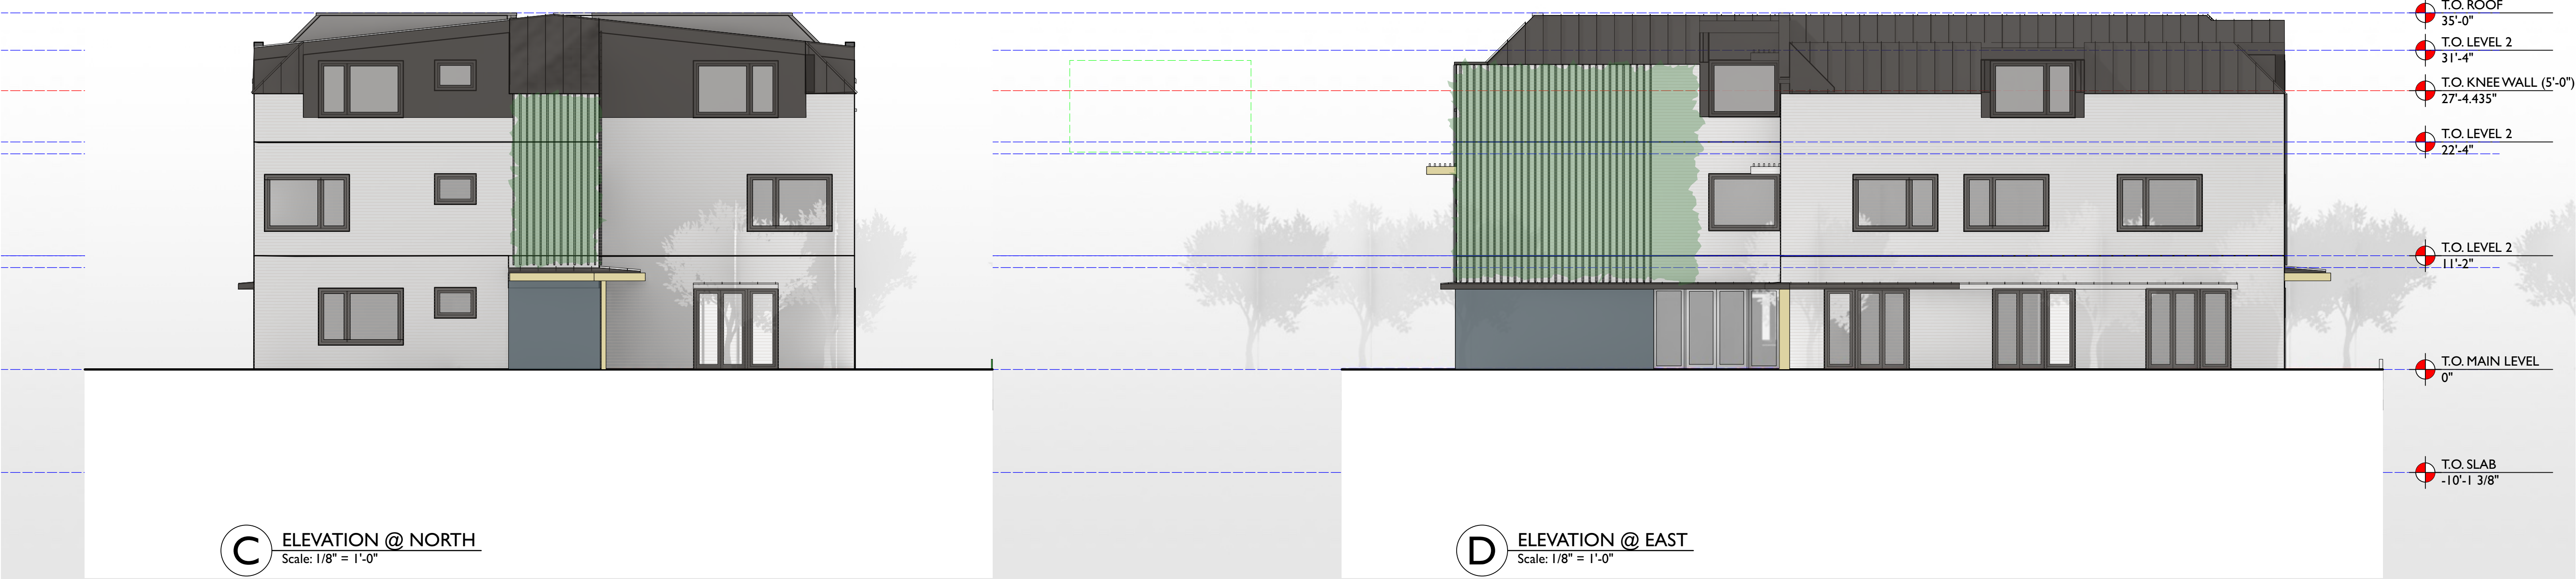 T.O. ROOF
35'-0"
T.O. LEVEL 2
31'-4"
T.O. KNEE WALL (5'-0")
27'-4.435"
T.O. LEVEL 2
22'-4"
T.O. LEVEL 2
11'-2"
T.O. MAIN LEVEL
0"
T.O. SLAB
-10'-1 3/8"
C
ELEVATION @ NORTH
Scale: 1/8" = 1'-0"
D
ELEVATION @ EAST
Scale: 1/8" = 1'-0"